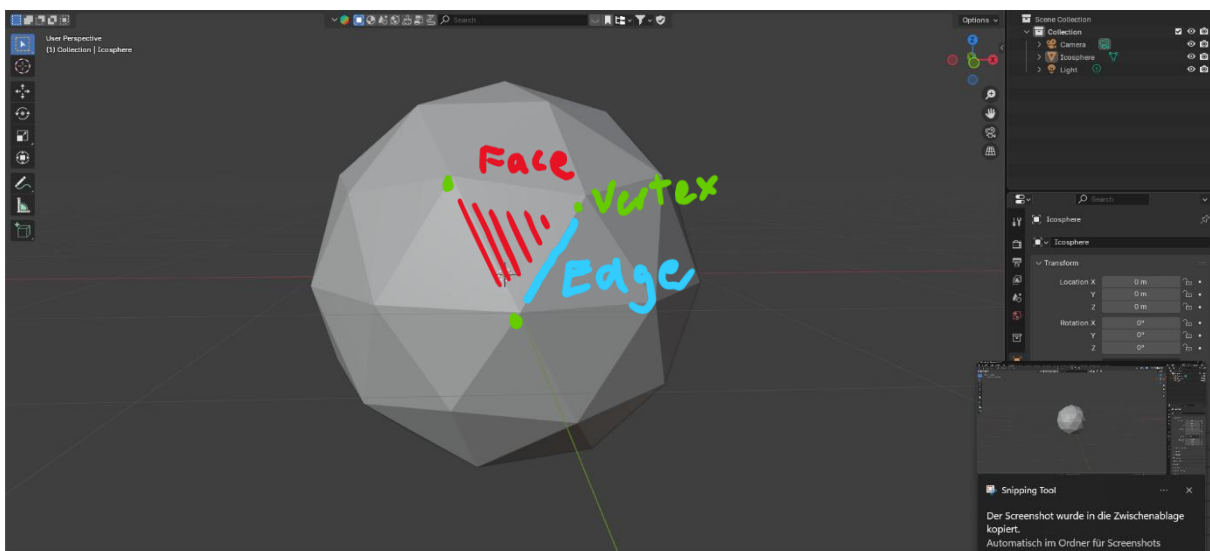 Search
Options
User Perspective
(1) Collection | Icosphere
Scene Collection
Collection
Camera
Icosphere
Light
Face
Vertex
Edge
Search
Icosphere
Icosphere
Transform
Location X 0 m
Y 0 m
Z 0 m
Rotation X 0°
Y 0°
Z 0°
Z
X
Snipping Tool
Der Screenshot wurde in die Zwischenablage
kopiert.
Automatisch im Ordner für Screenshots